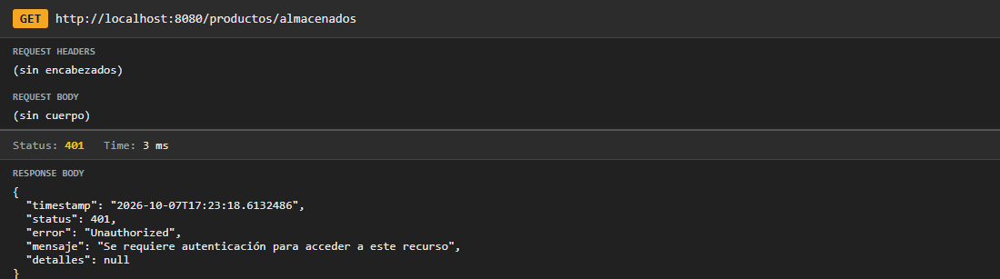 GET http://localhost:8080/productos/almacenados
REQUEST HEADERS
(sin encabezados)
REQUEST BODY
(sin cuerpo)
Status: 401 Time: 3 ms
RESPONSE BODY
{
  "timestamp": "2026-10-07T17:23:18.6132486",
  "status": 401,
  "error": "Unauthorized",
  "mensaje": "Se requiere autenticación para acceder a este recurso",
  "detalles": null
}